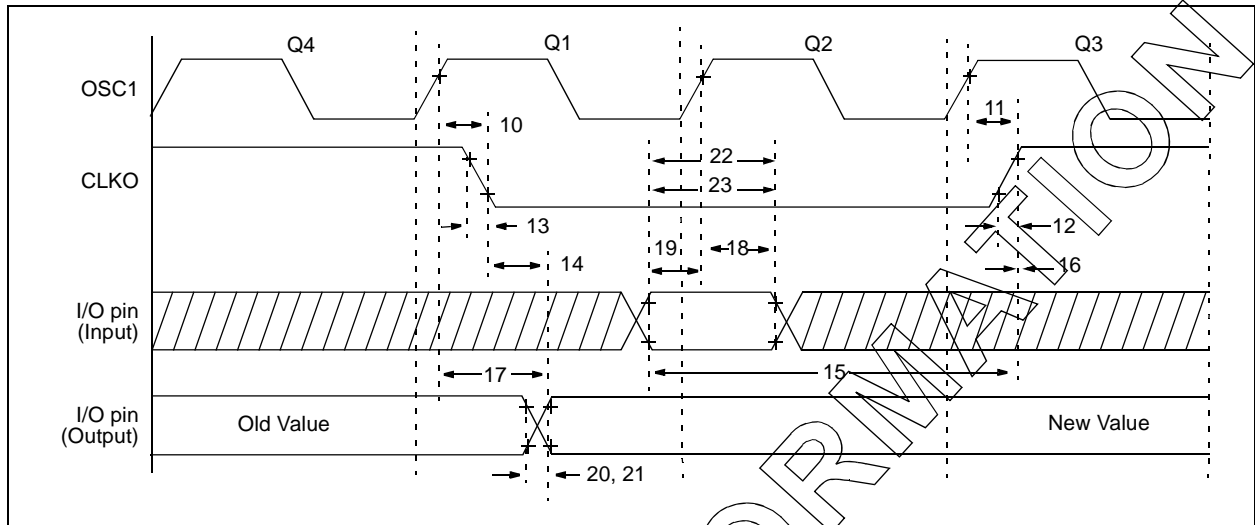 Q4 Q1 Q2 Q3
OSC1
10 11
22
CLKO
23
13 12
19 18
14 16
I/O pin
(Input)
17 15
I/O pin
(Output)
Old Value New Value
20, 21
ORMATION